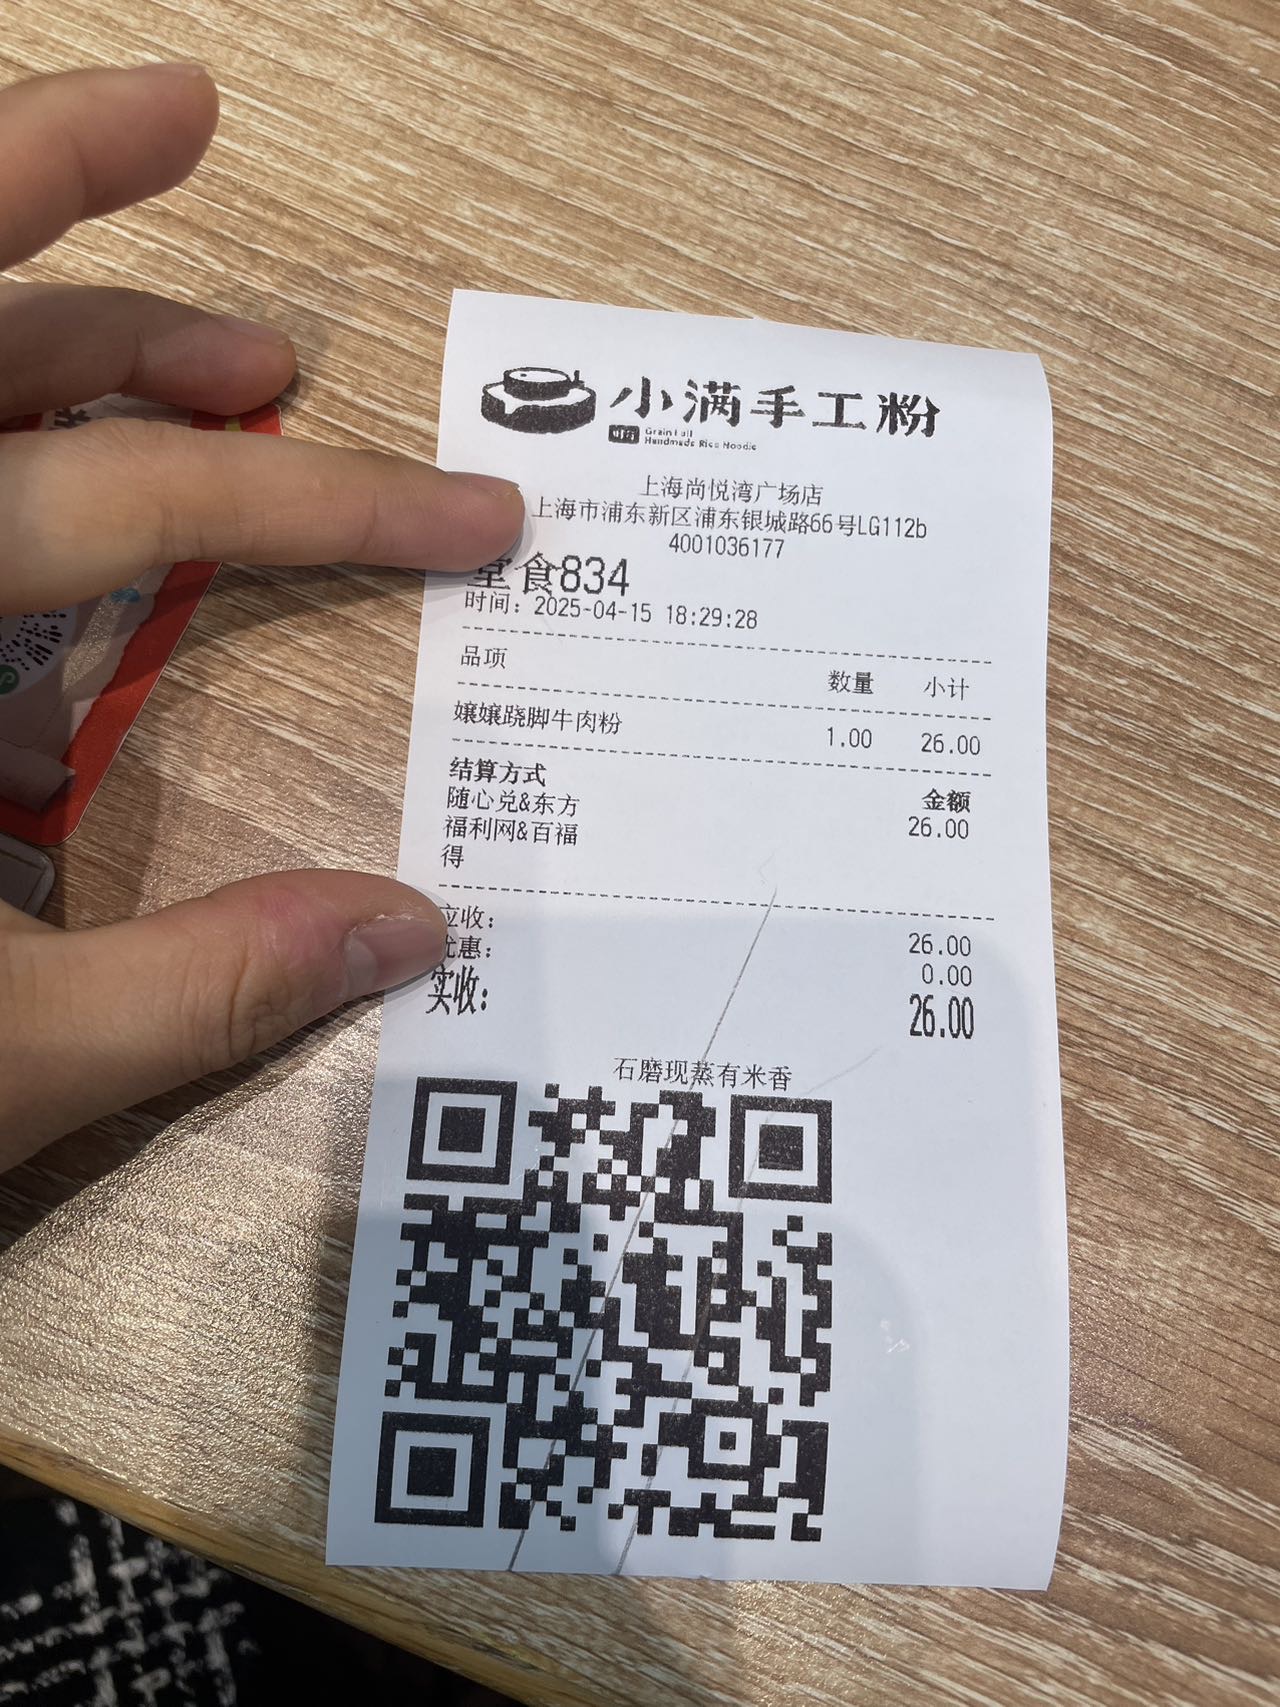 小满手工粉
Grain Full
Handmade Rice Noodle
上海尚悦湾广场店
上海市浦东新区浦东银城路66号LG112b
4001036177
堂食834
时间：2025-04-15 18:29:28
品项 数量 小计
嬢嬢跷脚牛肉粉 1.00 26.00
结算方式 金额
随心兑&东方 26.00
福利网&百福
得
应收： 26.00
优惠： 0.00
实收： 26.00
石磨现蒸有米香